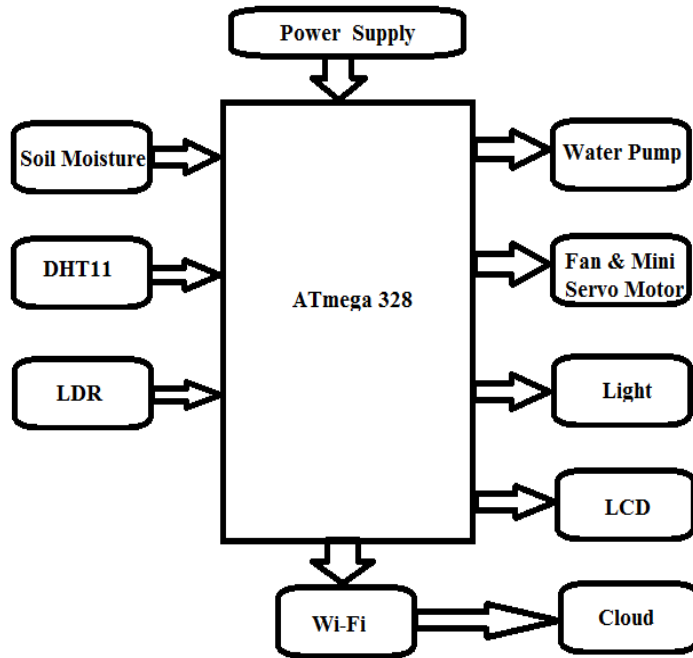 Power Supply
Soil Moisture
Water Pump
DHT11
ATmega 328
Fan & Mini
Servo Motor
LDR
Light
LCD
Wi-Fi
Cloud